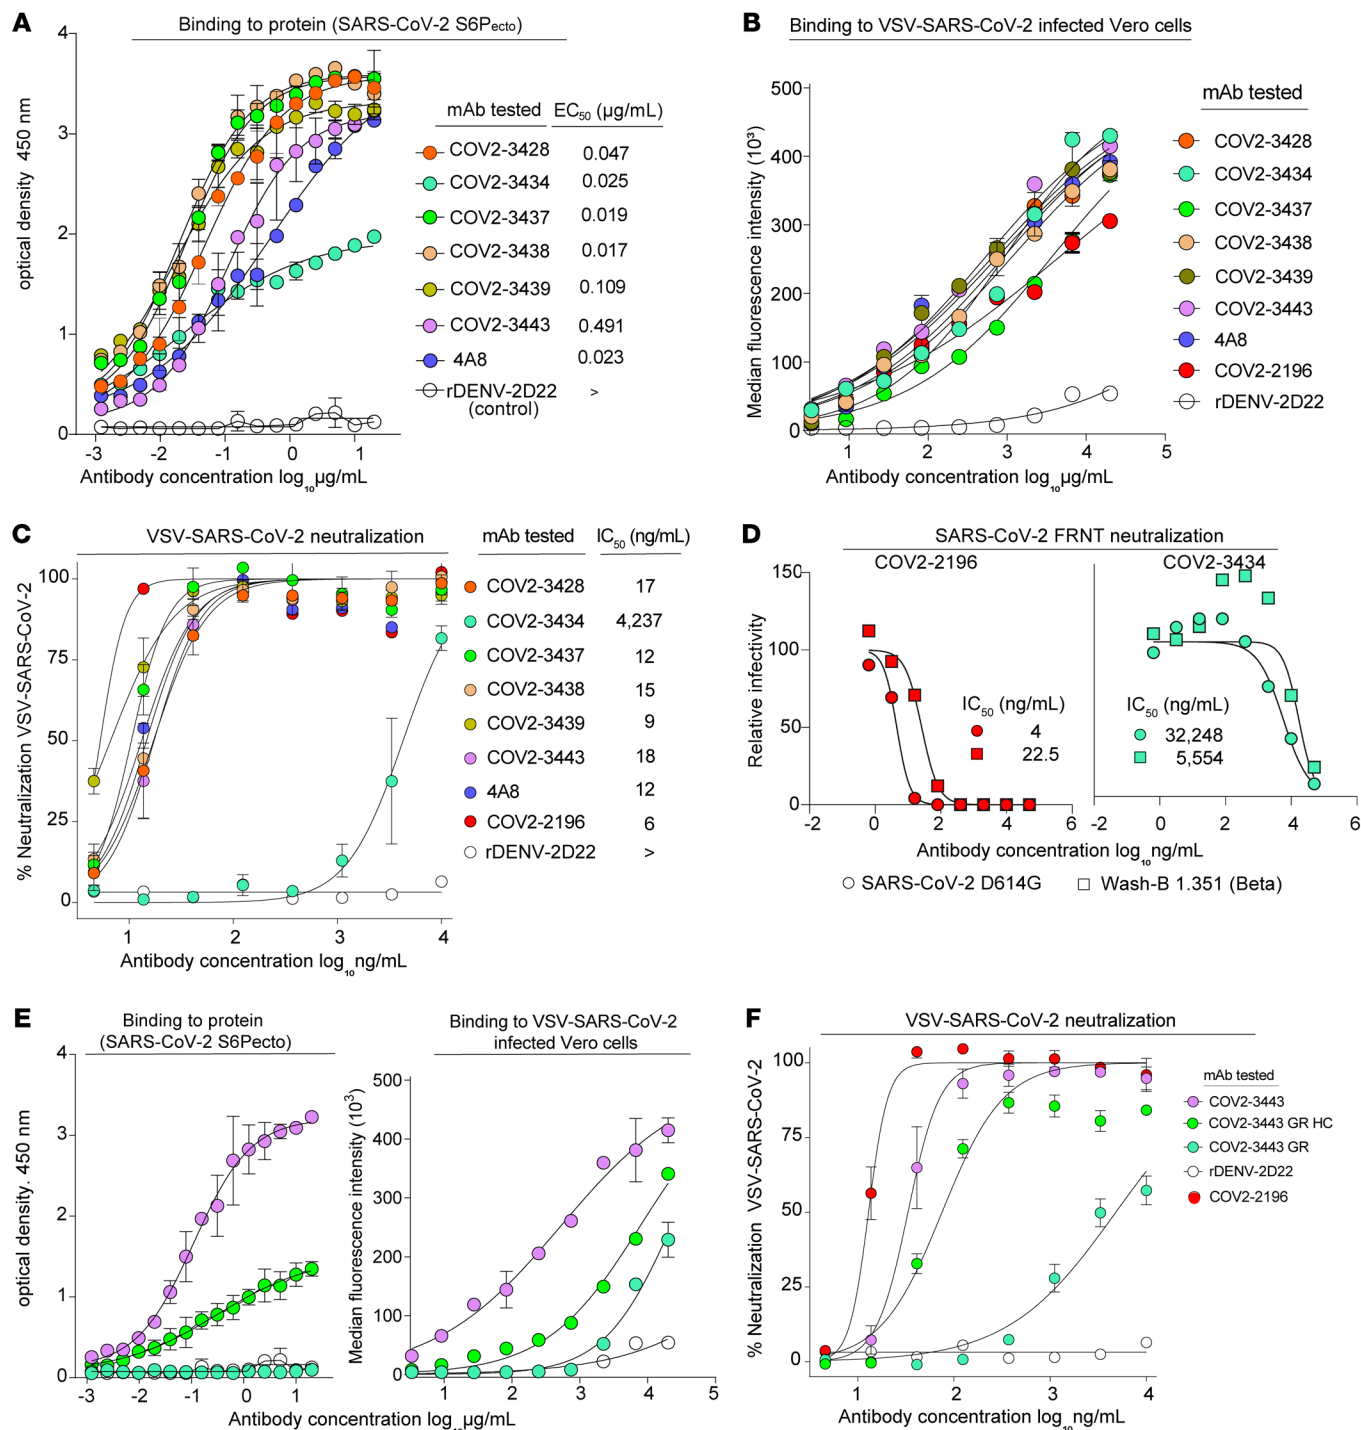 A
Binding to protein (SARS-CoV-2 S6Pecto)
optical density 450 nm
4
3
2
1
0
-3 -2 -1 0 1
Antibody concentration log10µg/mL
mAb tested EC50 (µg/mL)
COV2-3428 0.047
COV2-3434 0.025
COV2-3437 0.019
COV2-3438 0.017
COV2-3439 0.109
COV2-3443 0.491
4A8 0.023
rDENV-2D22 >
(control)
B
Binding to VSV-SARS-CoV-2 infected Vero cells
Median fluorescence intensity (10³)
500
400
300
200
100
0
1 2 3 4 5
Antibody concentration log10µg/mL
mAb tested
COV2-3428
COV2-3434
COV2-3437
COV2-3438
COV2-3439
COV2-3443
4A8
COV2-2196
rDENV-2D22
C
VSV-SARS-CoV-2 neutralization
% Neutralization VSV-SARS-CoV-2
100
75
50
25
0
1 2 3 4
Antibody concentration log10ng/mL
mAb tested IC50 (ng/mL)
COV2-3428 17
COV2-3434 4,237
COV2-3437 12
COV2-3438 15
COV2-3439 9
COV2-3443 18
4A8 12
COV2-2196 6
rDENV-2D22 >
D
SARS-CoV-2 FRNT neutralization
COV2-2196 COV2-3434
Relative infectivity
150
100
50
0
IC50 (ng/mL)
4
22.5
IC50 (ng/mL)
32,248
5,554
-2 0 2 4 6 -2 0 2 4 6
Antibody concentration log10ng/mL
SARS-CoV-2 D614G Wash-B 1.351 (Beta)
E
Binding to protein
(SARS-CoV-2 S6Pecto)
optical density. 450 nm
4
3
2
1
0
-3 -2 -1 0 1
Binding to VSV-SARS-CoV-2
infected Vero cells
Median fluorescence intensity (10³)
500
400
300
200
100
0
1 2 3 4 5
Antibody concentration log10µg/mL
F
VSV-SARS-CoV-2 neutralization
% Neutralization VSV-SARS-CoV-2
100
75
50
25
0
1 2 3 4
Antibody concentration log10ng/mL
mAb tested
COV2-3443
COV2-3443 GR HC
COV2-3443 GR
rDENV-2D22
COV2-2196